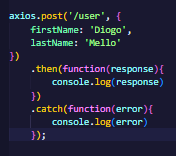 axios.post('/user', {
    firstName: 'Diogo',
    lastName: 'Mello'
})
    .then(function(response){
        console.log(response)
    })
    .catch(function(error){
        console.log(error)
    });